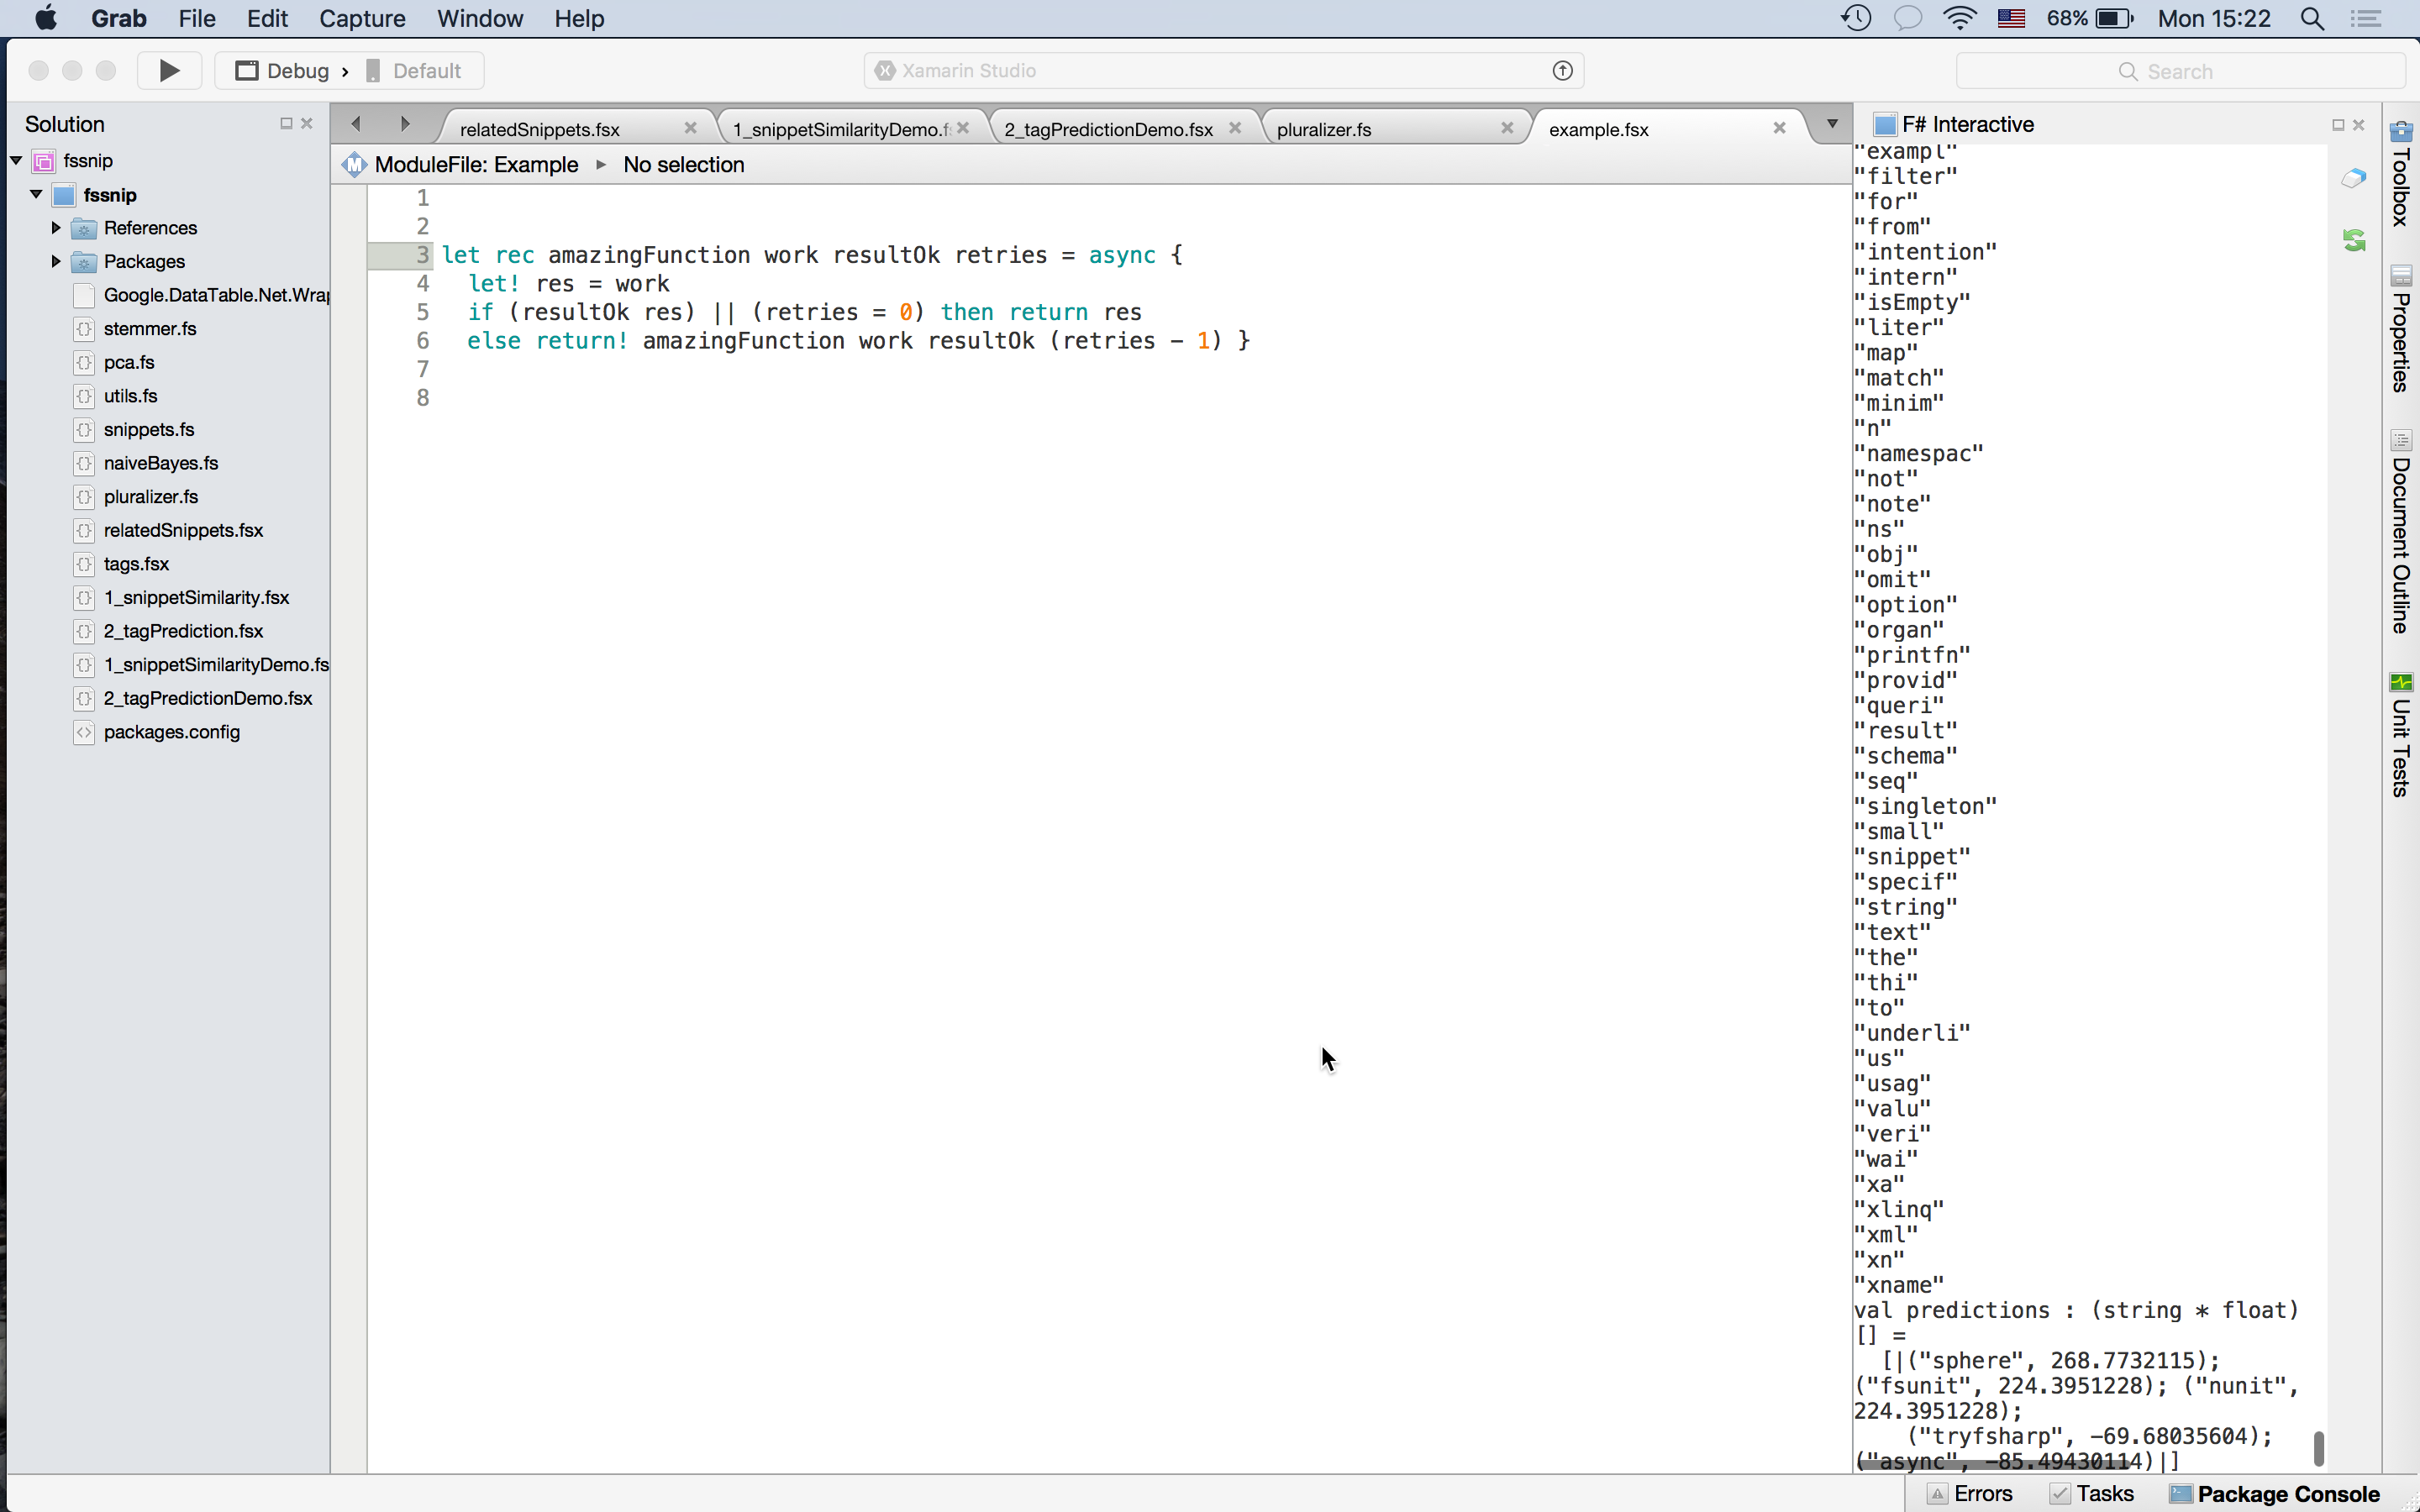 Grab File Edit Capture Window Help 68% Mon 15:22
Debug › Default Xamarin Studio Search
Solution
fssnip
fssnip
References
Packages
Google.DataTable.Net.Wrap
stemmer.fs
pca.fs
utils.fs
snippets.fs
naiveBayes.fs
pluralizer.fs
relatedSnippets.fsx
tags.fsx
1_snippetSimilarity.fsx
2_tagPrediction.fsx
1_snippetSimilarityDemo.fs
2_tagPredictionDemo.fsx
packages.config
relatedSnippets.fsx 1_snippetSimilarityDemo.f 2_tagPredictionDemo.fsx pluralizer.fs example.fsx
ModuleFile: Example ▸ No selection
1
2
3 let rec amazingFunction work resultOk retries = async {
4 let! res = work
5 if (resultOk res) || (retries = 0) then return res
6 else return! amazingFunction work resultOk (retries - 1) }
7
8
F# Interactive
"exampl"
"filter"
"for"
"from"
"intention"
"intern"
"isEmpty"
"liter"
"map"
"match"
"minim"
"n"
"namespac"
"not"
"note"
"ns"
"obj"
"omit"
"option"
"organ"
"printfn"
"provid"
"queri"
"result"
"schema"
"seq"
"singleton"
"small"
"snippet"
"specif"
"string"
"text"
"the"
"thi"
"to"
"underli"
"us"
"usag"
"valu"
"veri"
"wai"
"xa"
"xlinq"
"xml"
"xn"
"xname"
val predictions : (string * float)
[] =
[|("sphere", 268.7732115);
("fsunit", 224.3951228); ("nunit",
224.3951228);
("tryfsharp", -69.68035604);
("async", -85.49430114)|]
Toolbox
Properties
Document Outline
Unit Tests
Errors Tasks Package Console